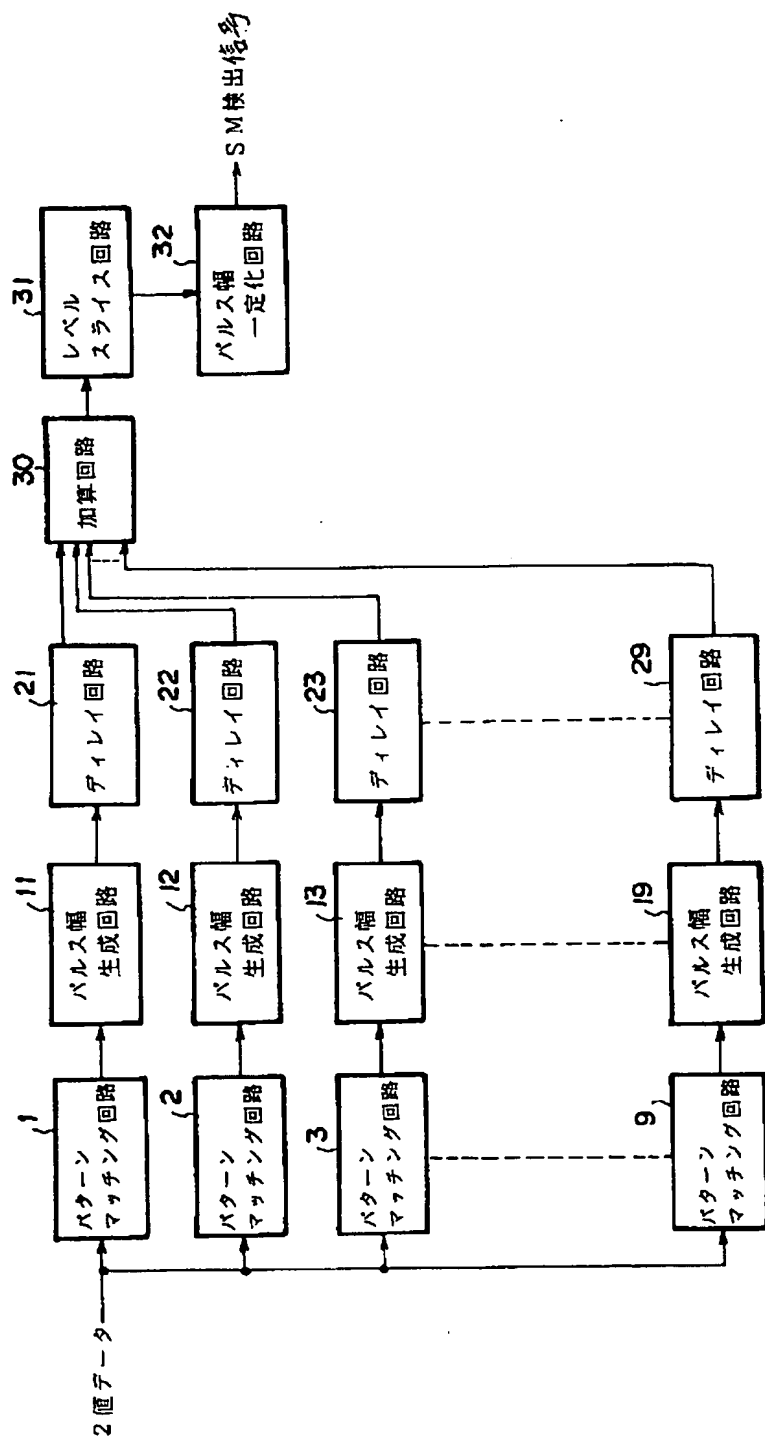 2値データー
1
パターン
マッチング回路
11
パルス幅
生成回路
21
ディレイ回路
30
加算回路
31
レベル
スライス回路
32
パルス幅
一定化回路
SM検出信号
2
パターン
マッチング回路
12
パルス幅
生成回路
22
ディレイ回路
3
パターン
マッチング回路
13
パルス幅
生成回路
23
ディレイ回路
9
パターン
マッチング回路
19
パルス幅
生成回路
29
ディレイ回路